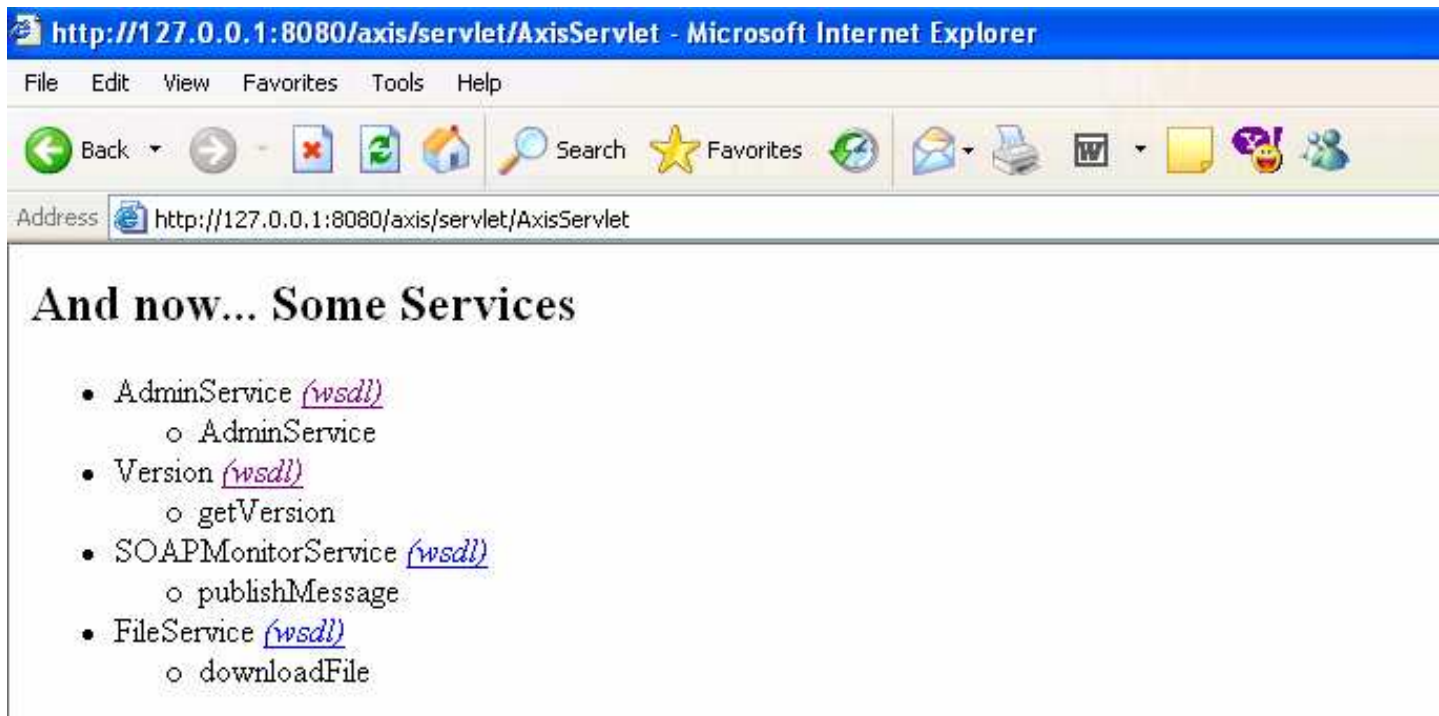 http://127.0.0.1:8080/axis/servlet/AxisServlet - Microsoft Internet Explorer
File Edit View Favorites Tools Help
Back Search Favorites
Address http://127.0.0.1:8080/axis/servlet/AxisServlet
And now... Some Services
AdminService (wsdl)
AdminService
Version (wsdl)
getVersion
SOAPMonitorService (wsdl)
publishMessage
FileService (wsdl)
downloadFile